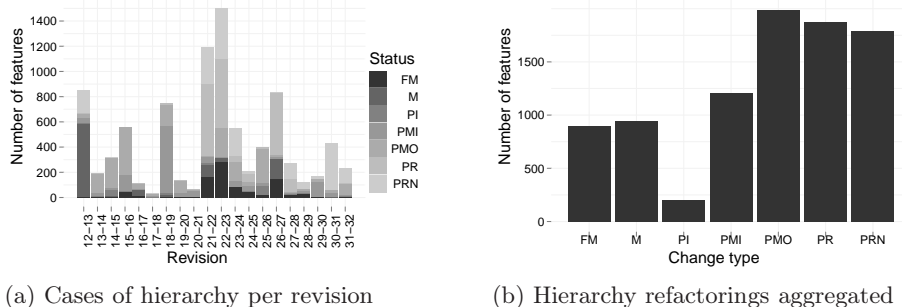 1400
1200
1000
800
600
400
200
0
Number of features
12−13
13−14
14−15
15−16
16−17
17−18
18−19
19−20
20−21
21−22
22−23
23−24
24−25
25−26
26−27
27−28
28−29
29−30
30−31
31−32
Revision
Status
FM
M
PI
PMI
PMO
PR
PRN
(a) Cases of hierarchy per revision
1500
1000
500
0
Number of features
FM
M
PI
PMI
PMO
PR
PRN
Change type
(b) Hierarchy refactorings aggregated